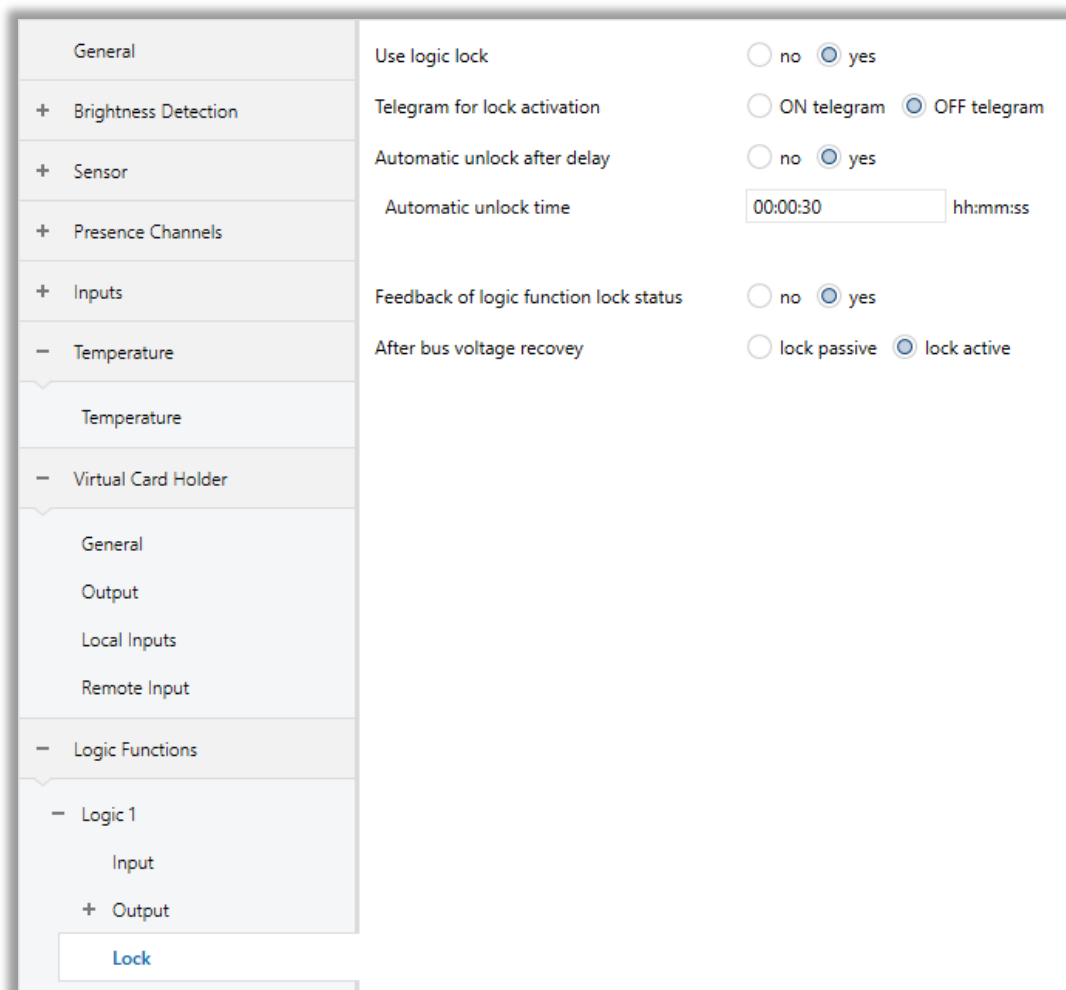 General
Brightness Detection
Sensor
Presence Channels
Inputs
Temperature
Temperature
Virtual Card Holder
General
Output
Local Inputs
Remote Input
Logic Functions
Logic 1
Input
Output
Lock
Use logic lock no yes
Telegram for lock activation ON telegram OFF telegram
Automatic unlock after delay no yes
Automatic unlock time 00:00:30 hh:mm:ss
Feedback of logic function lock status no yes
After bus voltage recovey lock passive lock active